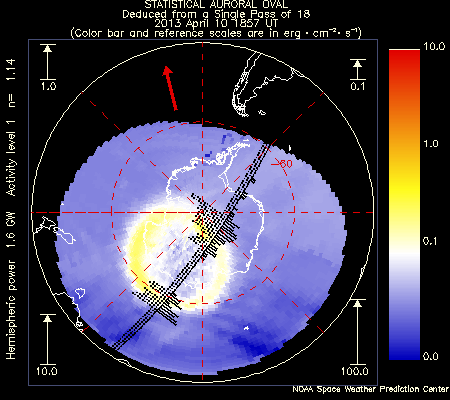 STATISTICAL AURORAL OVAL
Deduced from a Single Pass of 18
2013 April 10 1857 UT
(Color bar and reference scales are in erg·cm⁻²·s⁻¹)
1.0
0.1
10.0
1.0
0.1
0.0
-60
10.0
100.0
Hemispheric power 1.6 GW Activity level 1 n= 1.14
NOAA Space Weather Prediction Center